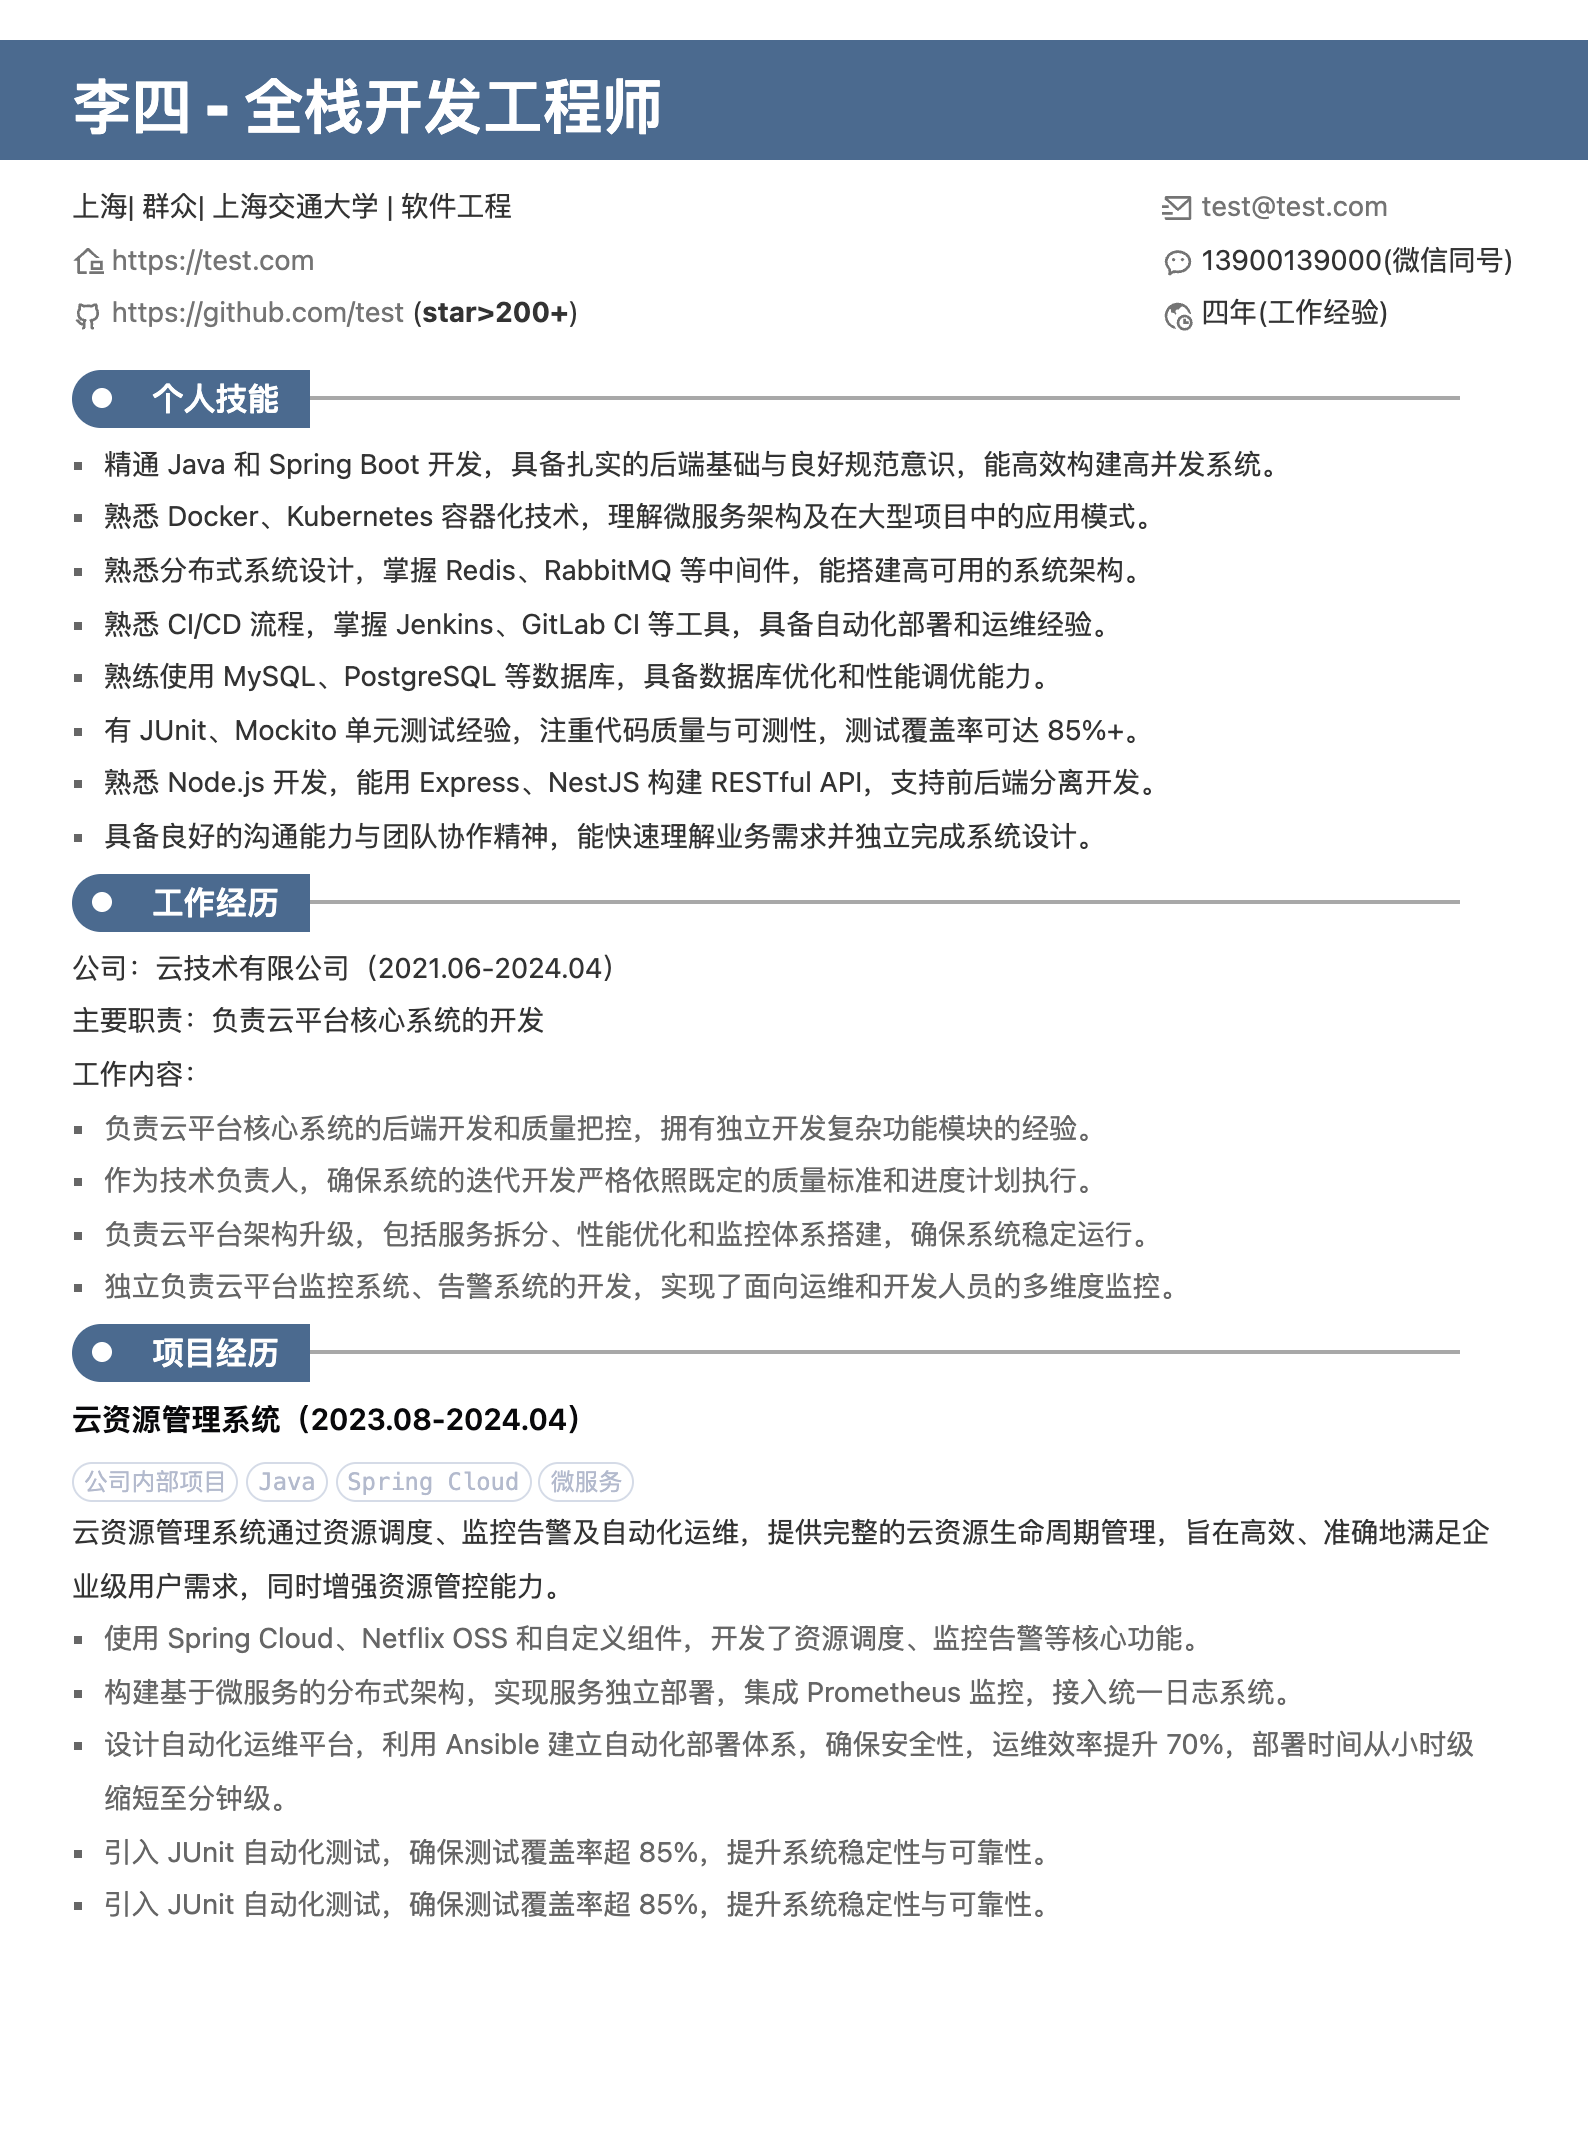 李四 - 全栈开发工程师
上海| 群众| 上海交通大学 | 软件工程
test@test.com
https://test.com
13900139000(微信同号)
https://github.com/test (star>200+)
四年(工作经验)
个人技能
精通 Java 和 Spring Boot 开发，具备扎实的后端基础与良好规范意识，能高效构建高并发系统。
熟悉 Docker、Kubernetes 容器化技术，理解微服务架构及在大型项目中的应用模式。
熟悉分布式系统设计，掌握 Redis、RabbitMQ 等中间件，能搭建高可用的系统架构。
熟悉 CI/CD 流程，掌握 Jenkins、GitLab CI 等工具，具备自动化部署和运维经验。
熟练使用 MySQL、PostgreSQL 等数据库，具备数据库优化和性能调优能力。
有 JUnit、Mockito 单元测试经验，注重代码质量与可测性，测试覆盖率可达 85%+。
熟悉 Node.js 开发，能用 Express、NestJS 构建 RESTful API，支持前后端分离开发。
具备良好的沟通能力与团队协作精神，能快速理解业务需求并独立完成系统设计。
工作经历
公司：云技术有限公司（2021.06-2024.04）
主要职责：负责云平台核心系统的开发
工作内容：
负责云平台核心系统的后端开发和质量把控，拥有独立开发复杂功能模块的经验。
作为技术负责人，确保系统的迭代开发严格依照既定的质量标准和进度计划执行。
负责云平台架构升级，包括服务拆分、性能优化和监控体系搭建，确保系统稳定运行。
独立负责云平台监控系统、告警系统的开发，实现了面向运维和开发人员的多维度监控。
项目经历
云资源管理系统（2023.08-2024.04）
公司内部项目 Java Spring Cloud 微服务
云资源管理系统通过资源调度、监控告警及自动化运维，提供完整的云资源生命周期管理，旨在高效、准确地满足企
业级用户需求，同时增强资源管控能力。
使用 Spring Cloud、Netflix OSS 和自定义组件，开发了资源调度、监控告警等核心功能。
构建基于微服务的分布式架构，实现服务独立部署，集成 Prometheus 监控，接入统一日志系统。
设计自动化运维平台，利用 Ansible 建立自动化部署体系，确保安全性，运维效率提升 70%，部署时间从小时级
缩短至分钟级。
引入 JUnit 自动化测试，确保测试覆盖率超 85%，提升系统稳定性与可靠性。
引入 JUnit 自动化测试，确保测试覆盖率超 85%，提升系统稳定性与可靠性。